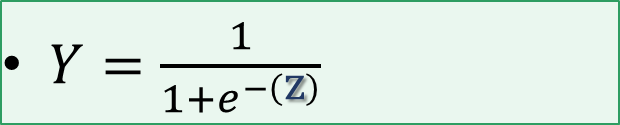 • Y = 1 / (1+e^−(Z))